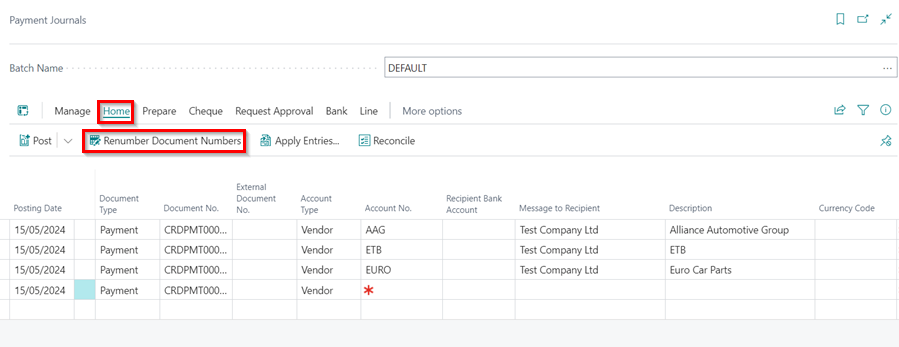 Payment Journals
Batch Name DEFAULT ...
Manage Home Prepare Cheque Request Approval Bank Line More options
Post Renumber Document Numbers Apply Entries... Reconcile
Posting Date Document Type Document No. External Document No. Account Type Account No. Recipient Bank Account Message to Recipient Description Currency Code
15/05/2024 Payment CRDPMT000... Vendor AAG Test Company Ltd Alliance Automotive Group
15/05/2024 Payment CRDPMT000... Vendor ETB Test Company Ltd ETB
15/05/2024 Payment CRDPMT000... Vendor EURO Test Company Ltd Euro Car Parts
15/05/2024 Payment CRDPMT000... Vendor *